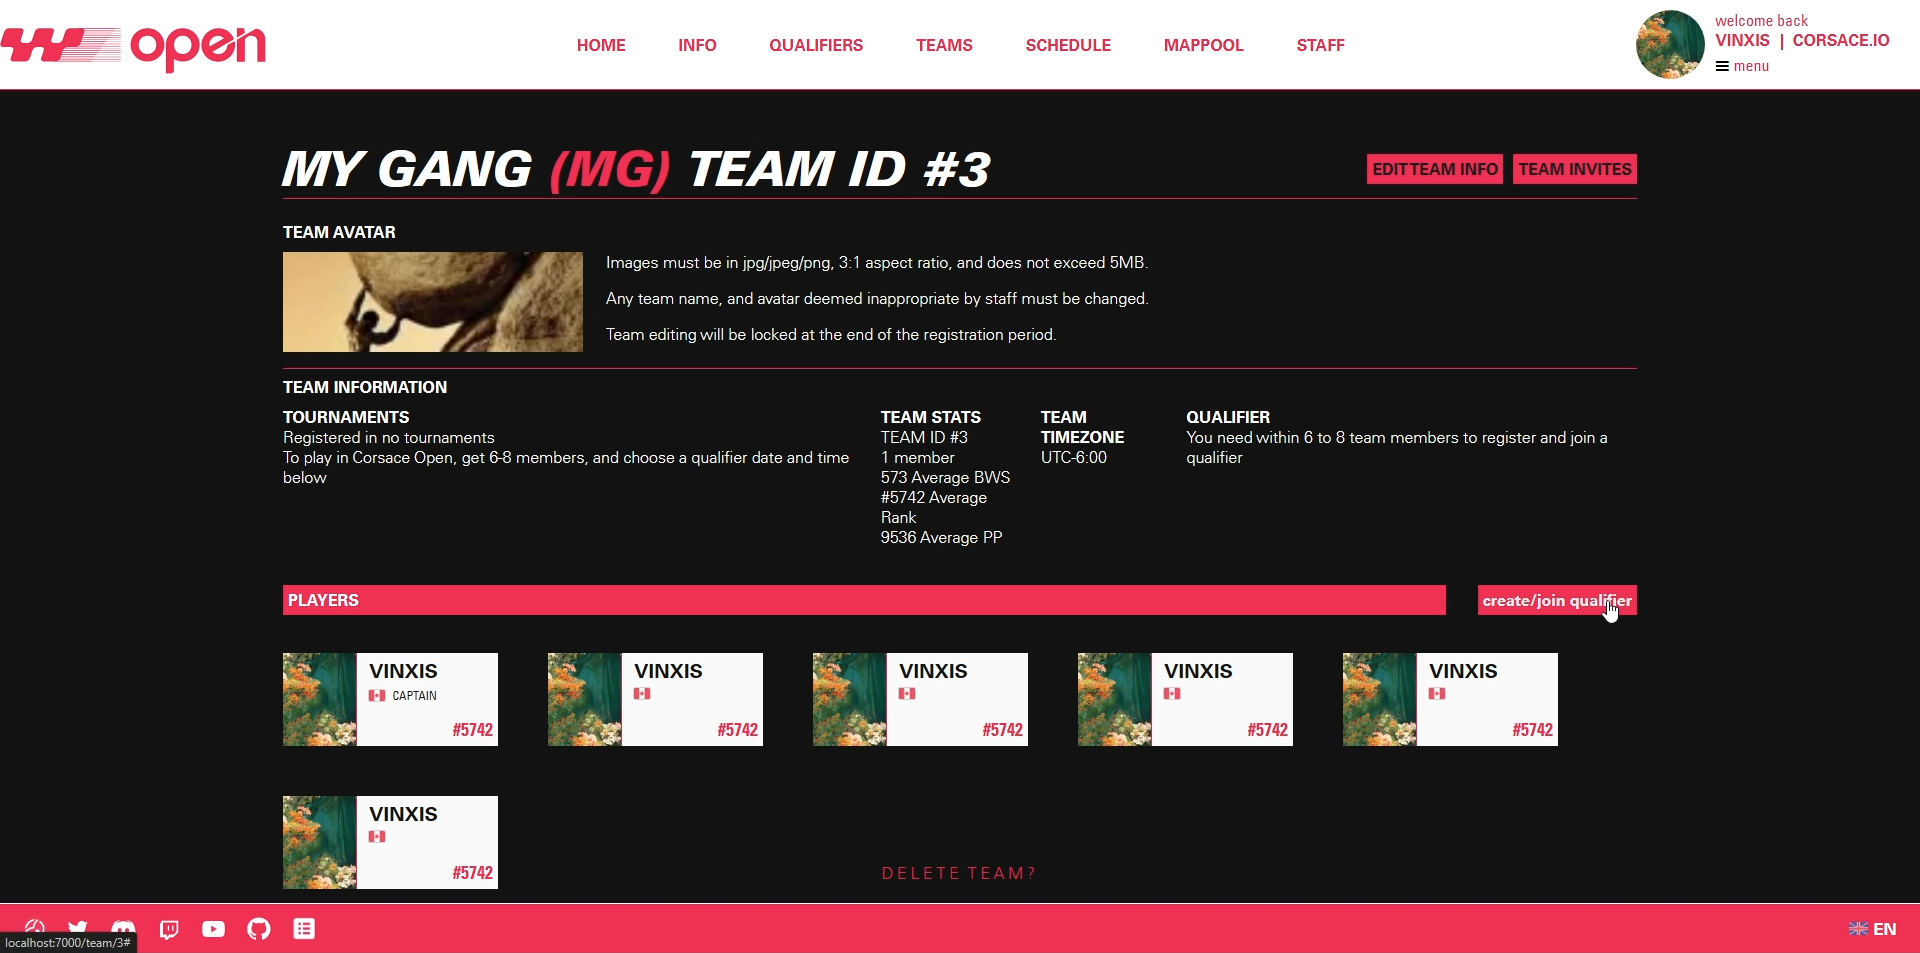 open
HOME INFO QUALIFIERS TEAMS SCHEDULE MAPPOOL STAFF
welcome back
VINXIS | CORSACE.IO
menu
MY GANG (MG) TEAM ID #3
EDIT TEAM INFO TEAM INVITES
TEAM AVATAR
Images must be in jpg/jpeg/png, 3:1 aspect ratio, and does not exceed 5MB.
Any team name, and avatar deemed inappropriate by staff must be changed.
Team editing will be locked at the end of the registration period.
TEAM INFORMATION
TOURNAMENTS
Registered in no tournaments
To play in Corsace Open, get 6-8 members, and choose a qualifier date and time
below
TEAM STATS
TEAM ID #3
1 member
573 Average BWS
#5742 Average
Rank
9536 Average PP
TEAM
TIMEZONE
UTC-6:00
QUALIFIER
You need within 6 to 8 team members to register and join a
qualifier
PLAYERS
create/join qualifier
VINXIS
CAPTAIN
#5742
VINXIS
#5742
VINXIS
#5742
VINXIS
#5742
VINXIS
#5742
VINXIS
#5742
DELETE TEAM?
localhost:7000/team/3#
EN